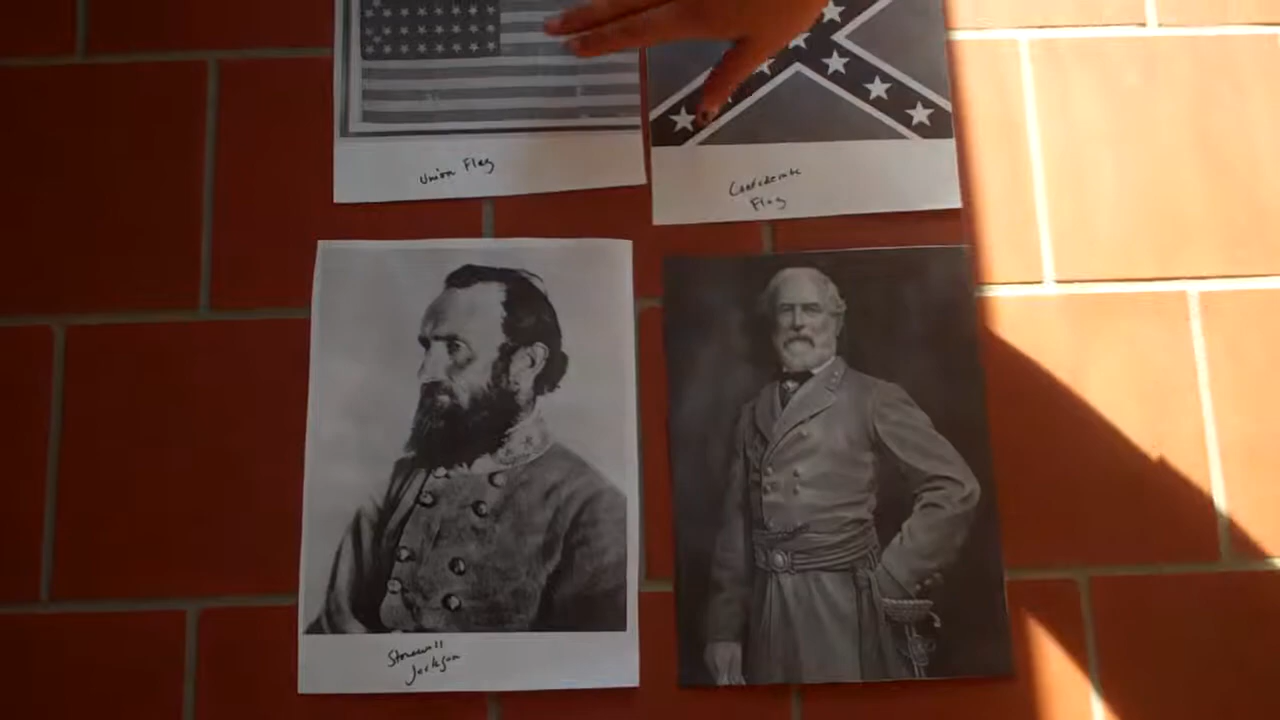 Union Flag
Confederate
Flag
Stonewall
Jackson